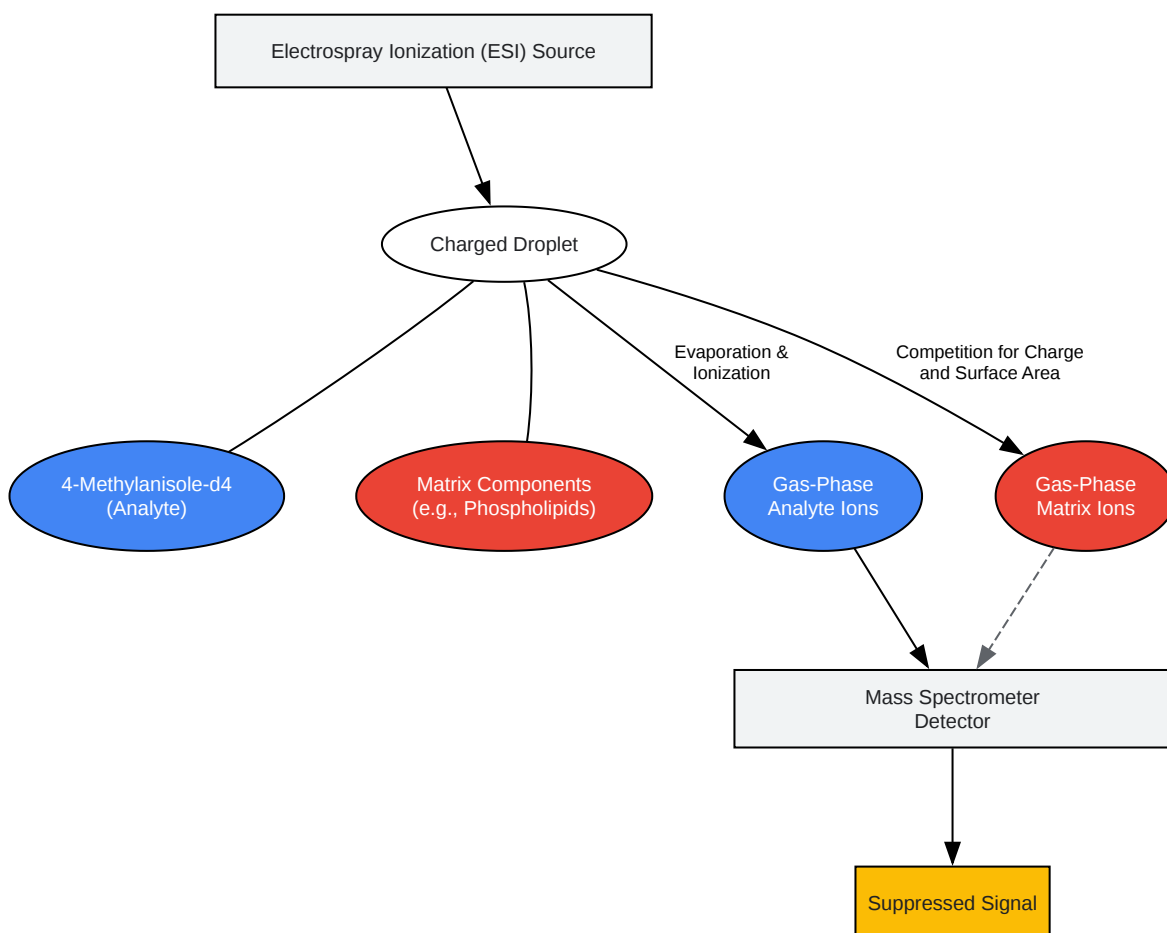 Electrospray Ionization (ESI) Source
Charged Droplet
Evaporation &
Ionization
Competition for Charge
and Surface Area
4-Methylanisole-d4
(Analyte)
Matrix Components
(e.g., Phospholipids)
Gas-Phase
Analyte Ions
Gas-Phase
Matrix Ions
Mass Spectrometer
Detector
Suppressed Signal